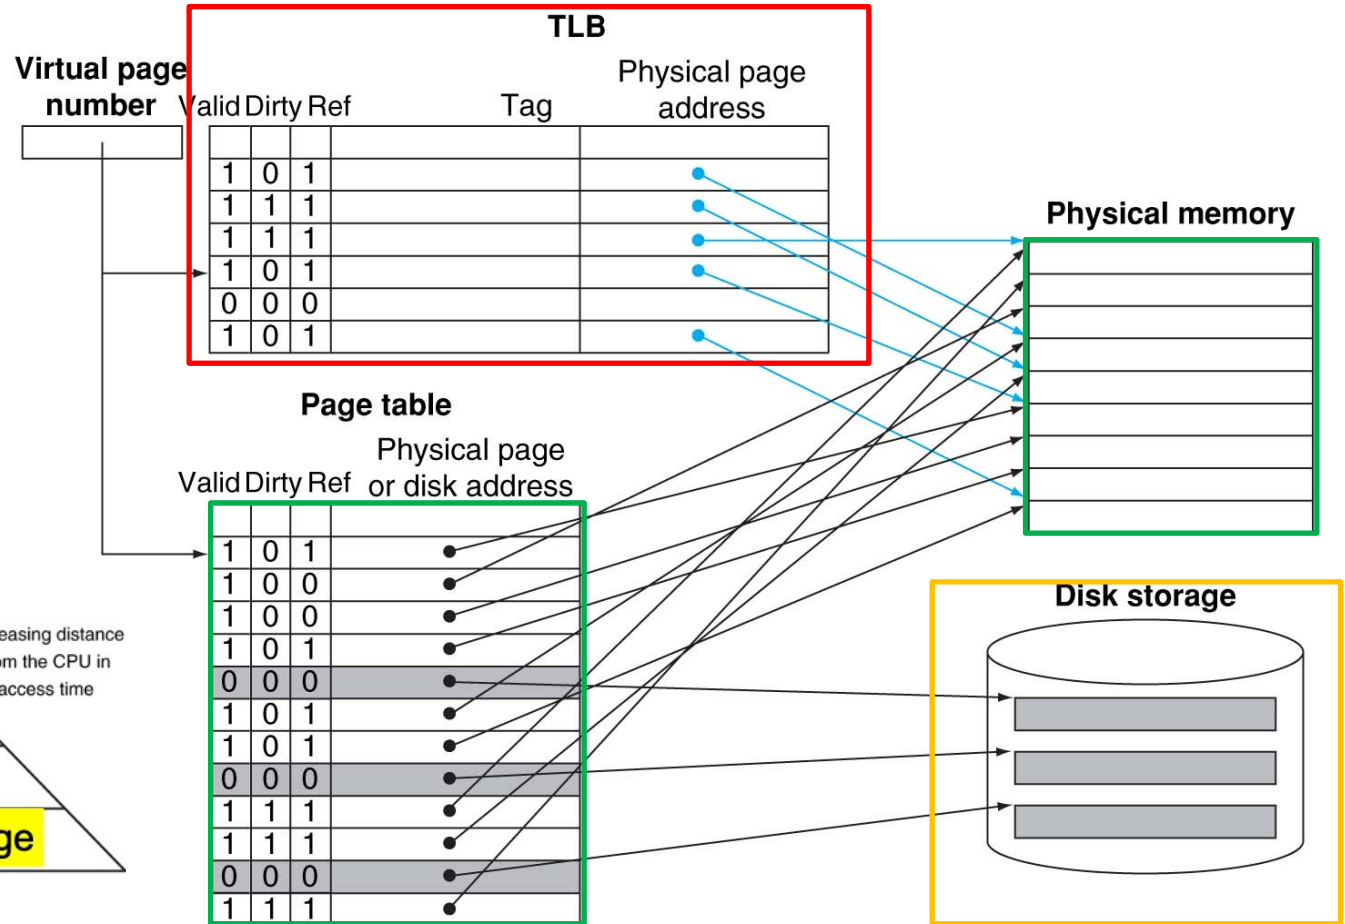 TLB
Virtual page
number
Valid Dirty Ref
Tag
Physical page
address
1 0 1
1 1 1
1 1 1
1 0 1
0 0 0
1 0 1
Physical memory
Page table
Valid Dirty Ref
Physical page
or disk address
1 0 1
1 0 0
1 0 0
1 0 1
0 0 0
1 0 1
1 0 1
0 0 0
1 1 1
1 1 1
0 0 0
1 1 1
Disk storage
easing distance
om the CPU in
access time
ge